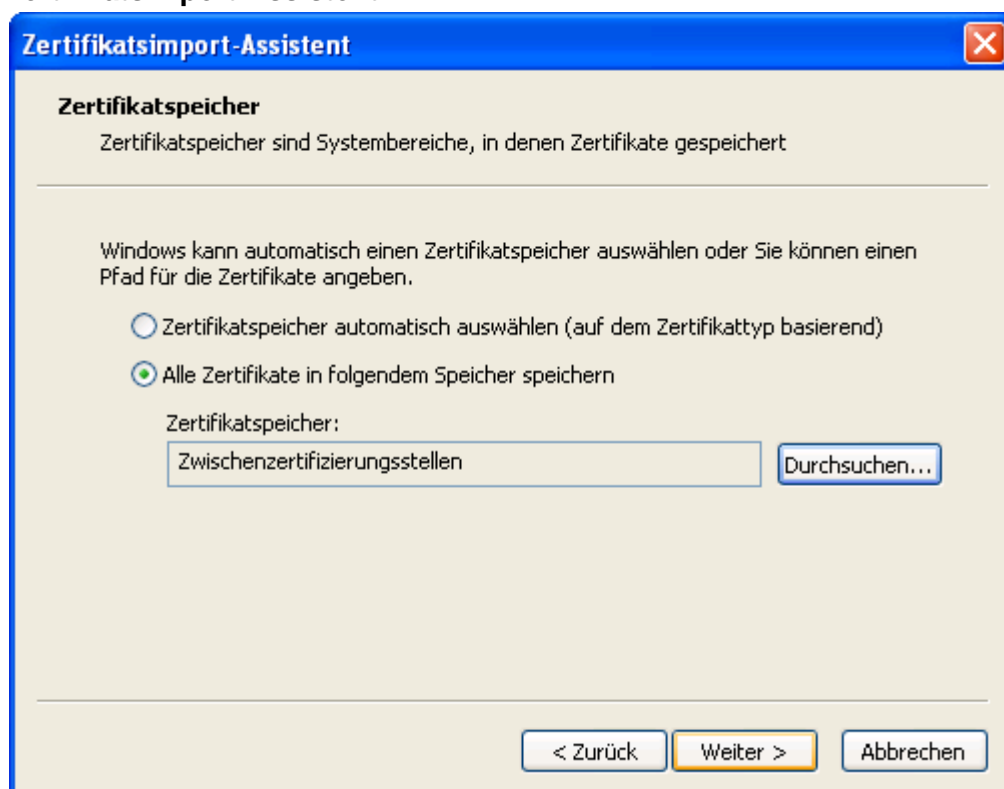 Zertifikatsimport-Assistent
Zertifikatspeicher
Zertifikatspeicher sind Systembereiche, in denen Zertifikate gespeichert
Windows kann automatisch einen Zertifikatspeicher auswählen oder Sie können einen
Pfad für die Zertifikate angeben.
Zertifikatspeicher automatisch auswählen (auf dem Zertifikattyp basierend)
Alle Zertifikate in folgendem Speicher speichern
Zertifikatspeicher:
Zwischenzertifizierungsstellen
Durchsuchen...
< Zurück
Weiter >
Abbrechen